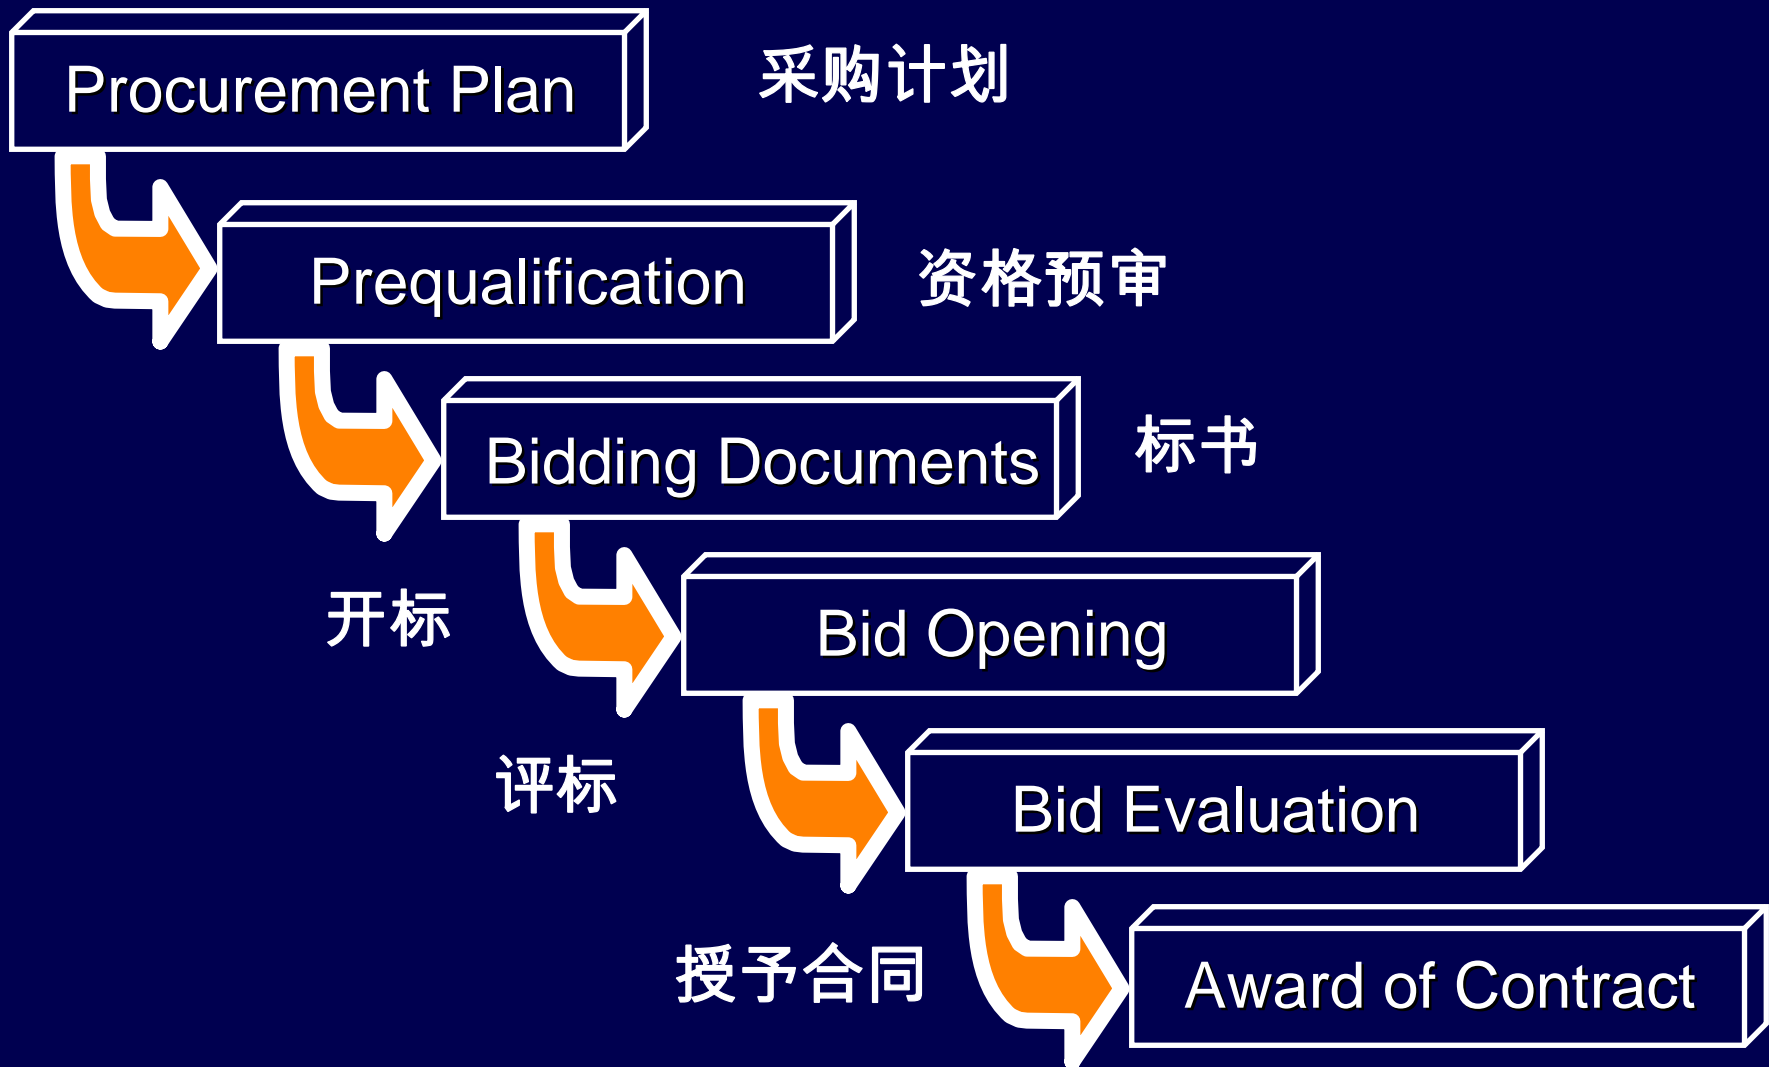 Procurement Plan
采购计划
Prequalification
资格预审
Bidding Documents
标书
开标
Bid Opening
评标
Bid Evaluation
授予合同
Award of Contract